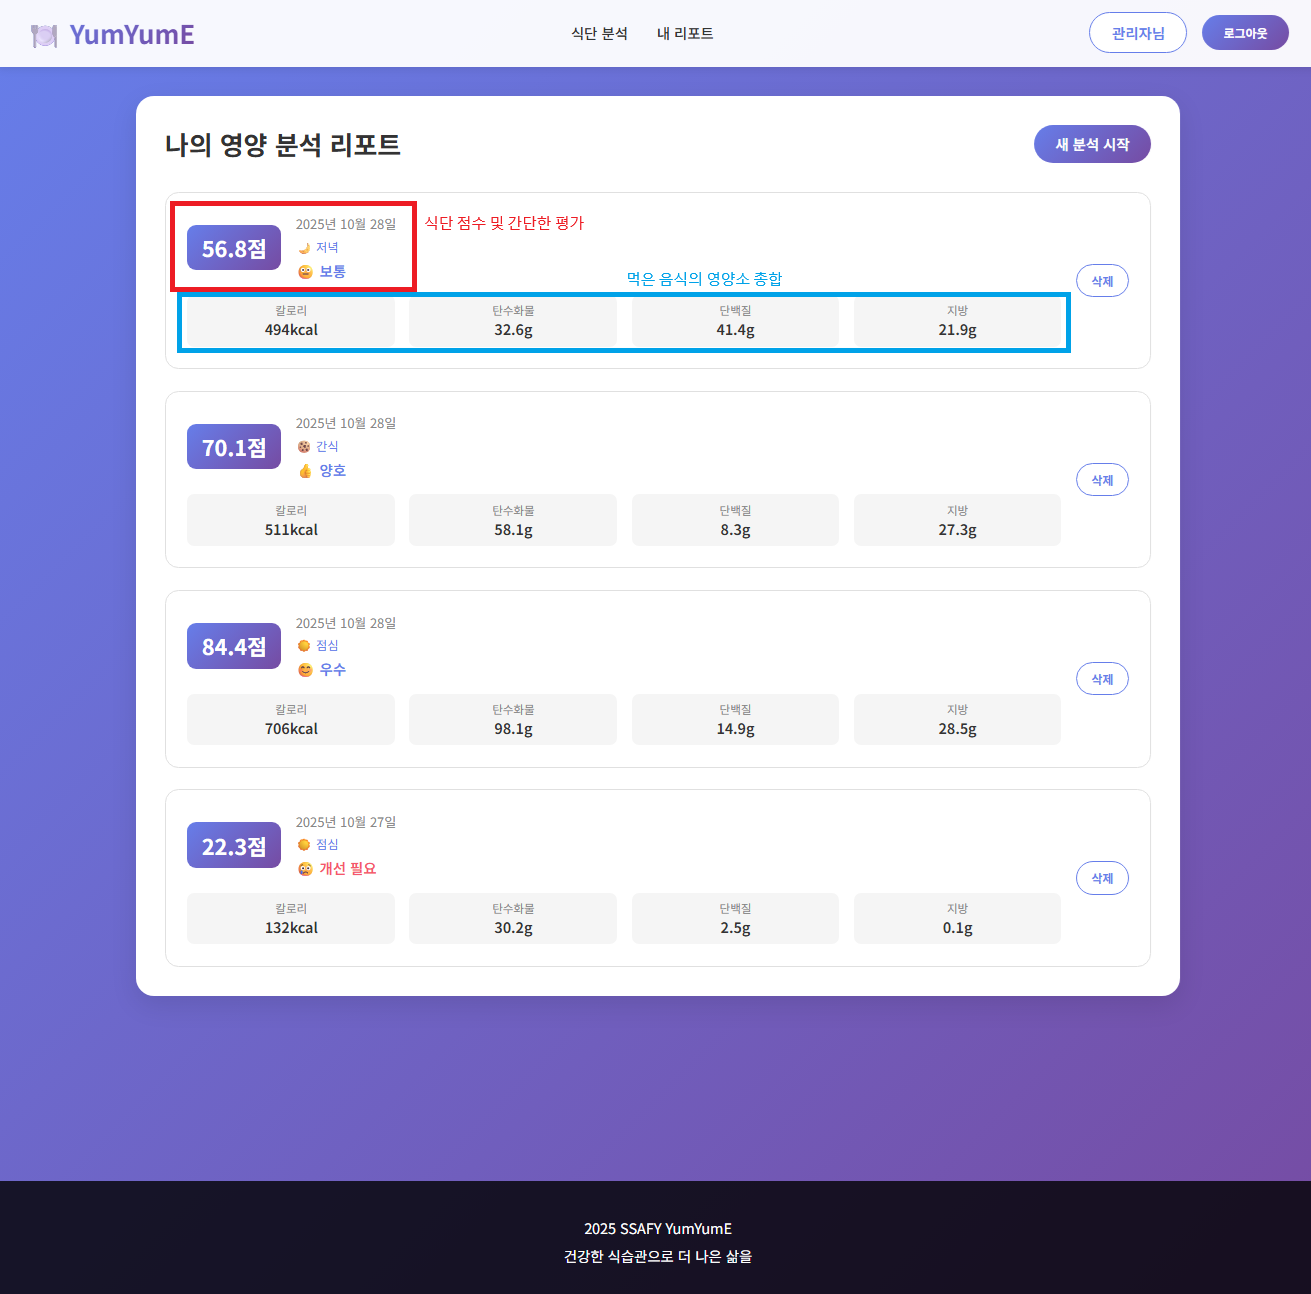 YumYumE
식단 분석
내 리포트
관리자님
로그아웃
나의 영양 분석 리포트
새 분석 시작
56.8점
2025년 10월 28일
저녁
보통
식단 점수 및 간단한 평가
먹은 음식의 영양소 총합
칼로리
494kcal
탄수화물
32.6g
단백질
41.4g
지방
21.9g
삭제
70.1점
2025년 10월 28일
간식
양호
칼로리
511kcal
탄수화물
58.1g
단백질
8.3g
지방
27.3g
삭제
84.4점
2025년 10월 28일
점심
우수
칼로리
706kcal
탄수화물
98.1g
단백질
14.9g
지방
28.5g
삭제
22.3점
2025년 10월 27일
점심
개선 필요
칼로리
132kcal
탄수화물
30.2g
단백질
2.5g
지방
0.1g
삭제
2025 SSAFY YumYumE
건강한 식습관으로 더 나은 삶을